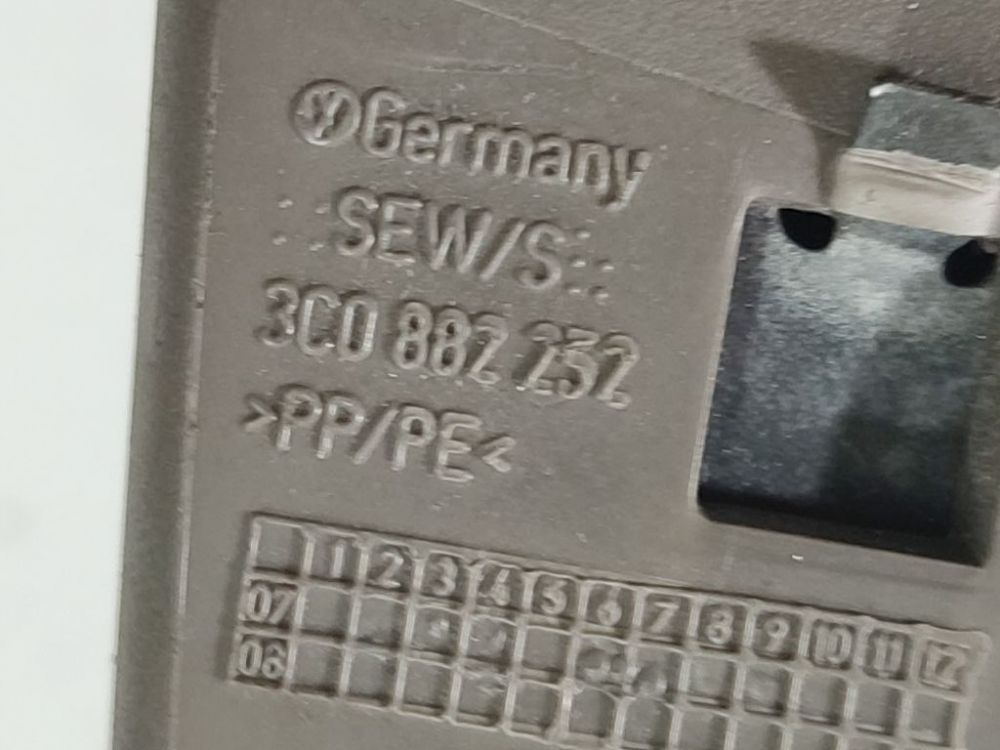 Germany
SEW/S
3C0 882 252
>PP/PE<
1 2 3 4 5 6 7 8 9 10 11 12
07
08